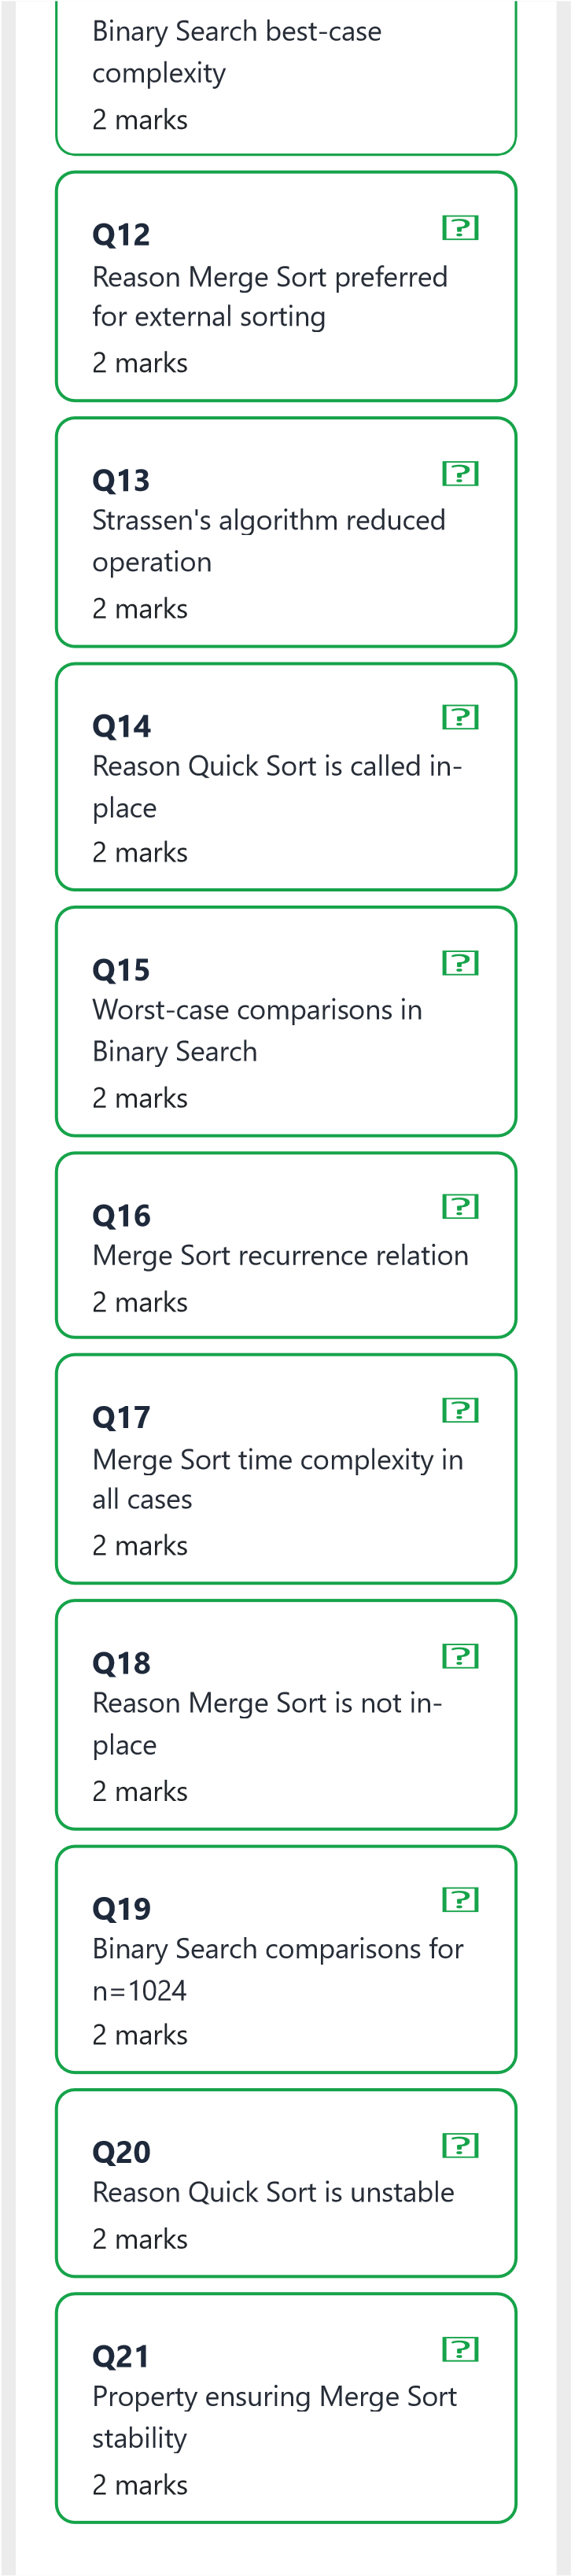 Binary Search best-case
complexity
2 marks
Q12
Reason Merge Sort preferred
for external sorting
2 marks
Q13
Strassen's algorithm reduced
operation
2 marks
Q14
Reason Quick Sort is called in-
place
2 marks
Q15
Worst-case comparisons in
Binary Search
2 marks
Q16
Merge Sort recurrence relation
2 marks
Q17
Merge Sort time complexity in
all cases
2 marks
Q18
Reason Merge Sort is not in-
place
2 marks
Q19
Binary Search comparisons for
n=1024
2 marks
Q20
Reason Quick Sort is unstable
2 marks
Q21
Property ensuring Merge Sort
stability
2 marks